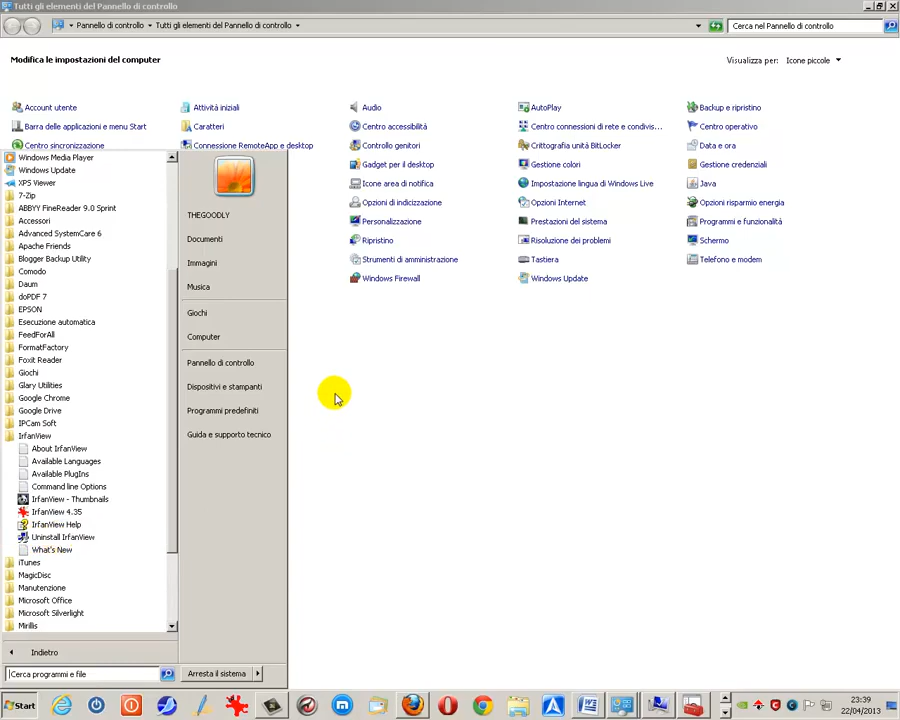 Tutti gli elementi del Pannello di controllo
Pannello di controllo Tutti gli elementi del Pannello di controllo
Cerca nel Pannello di controllo
Modifica le impostazioni del computer
Visualizza per: Icone piccole
Account utente
Attività iniziali
Audio
AutoPlay
Backup e ripristino
Barra delle applicazioni e menu Start
Caratteri
Centro accessibilità
Centro connessioni di rete e condivis...
Centro operativo
Centro sincronizzazione
Connessione RemoteApp e desktop
Controllo genitori
Crittografia unità BitLocker
Data e ora
Gadget per il desktop
Gestione colori
Gestione credenziali
Icone area di notifica
Impostazione lingua di Windows Live
Java
Opzioni di indicizzazione
Opzioni Internet
Opzioni risparmio energia
Personalizzazione
Prestazioni del sistema
Programmi e funzionalità
Ripristino
Risoluzione dei problemi
Schermo
Strumenti di amministrazione
Tastiera
Telefono e modem
Windows Firewall
Windows Update
Windows Media Player
Windows Update
XPS Viewer
7-Zip
ABBYY FineReader 9.0 Sprint
Accessori
Advanced SystemCare 6
Apache Friends
Blogger Backup Utility
Comodo
Daum
doPDF 7
EPSON
Esecuzione automatica
FeedForAll
FormatFactory
Foxit Reader
Giochi
Glary Utilities
Google Chrome
Google Drive
IPCam Soft
IrfanView
About IrfanView
Available Languages
Available PlugIns
Command line Options
IrfanView - Thumbnails
IrfanView 4.35
IrfanView Help
Uninstall IrfanView
What's New
iTunes
MagicDisc
Manutenzione
Microsoft Office
Microsoft Silverlight
Mirillis
Indietro
Cerca programmi e file
THEGOODLY
Documenti
Immagini
Musica
Giochi
Computer
Pannello di controllo
Dispositivi e stampanti
Programmi predefiniti
Guida e supporto tecnico
Arresta il sistema
Start
23:39
22/04/2013